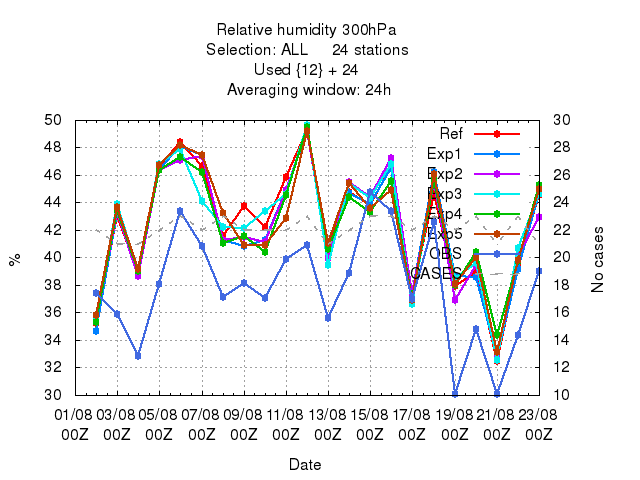 Relative humidity 300hPa
Selection: ALL 24 stations
Used {12} + 24
Averaging window: 24h
50 30
48 28
46 26
44 24
42 22
40 20
38 18
36 16
34 14
32 12
30 10
Ref
Exp1
Exp2
Exp3
Exp4
Exp5
OBS
CASES
%
No cases
01/08 03/08 05/08 07/08 09/08 11/08 13/08 15/08 17/08 19/08 21/08 23/08
00Z 00Z 00Z 00Z 00Z 00Z 00Z 00Z 00Z 00Z 00Z 00Z
Date